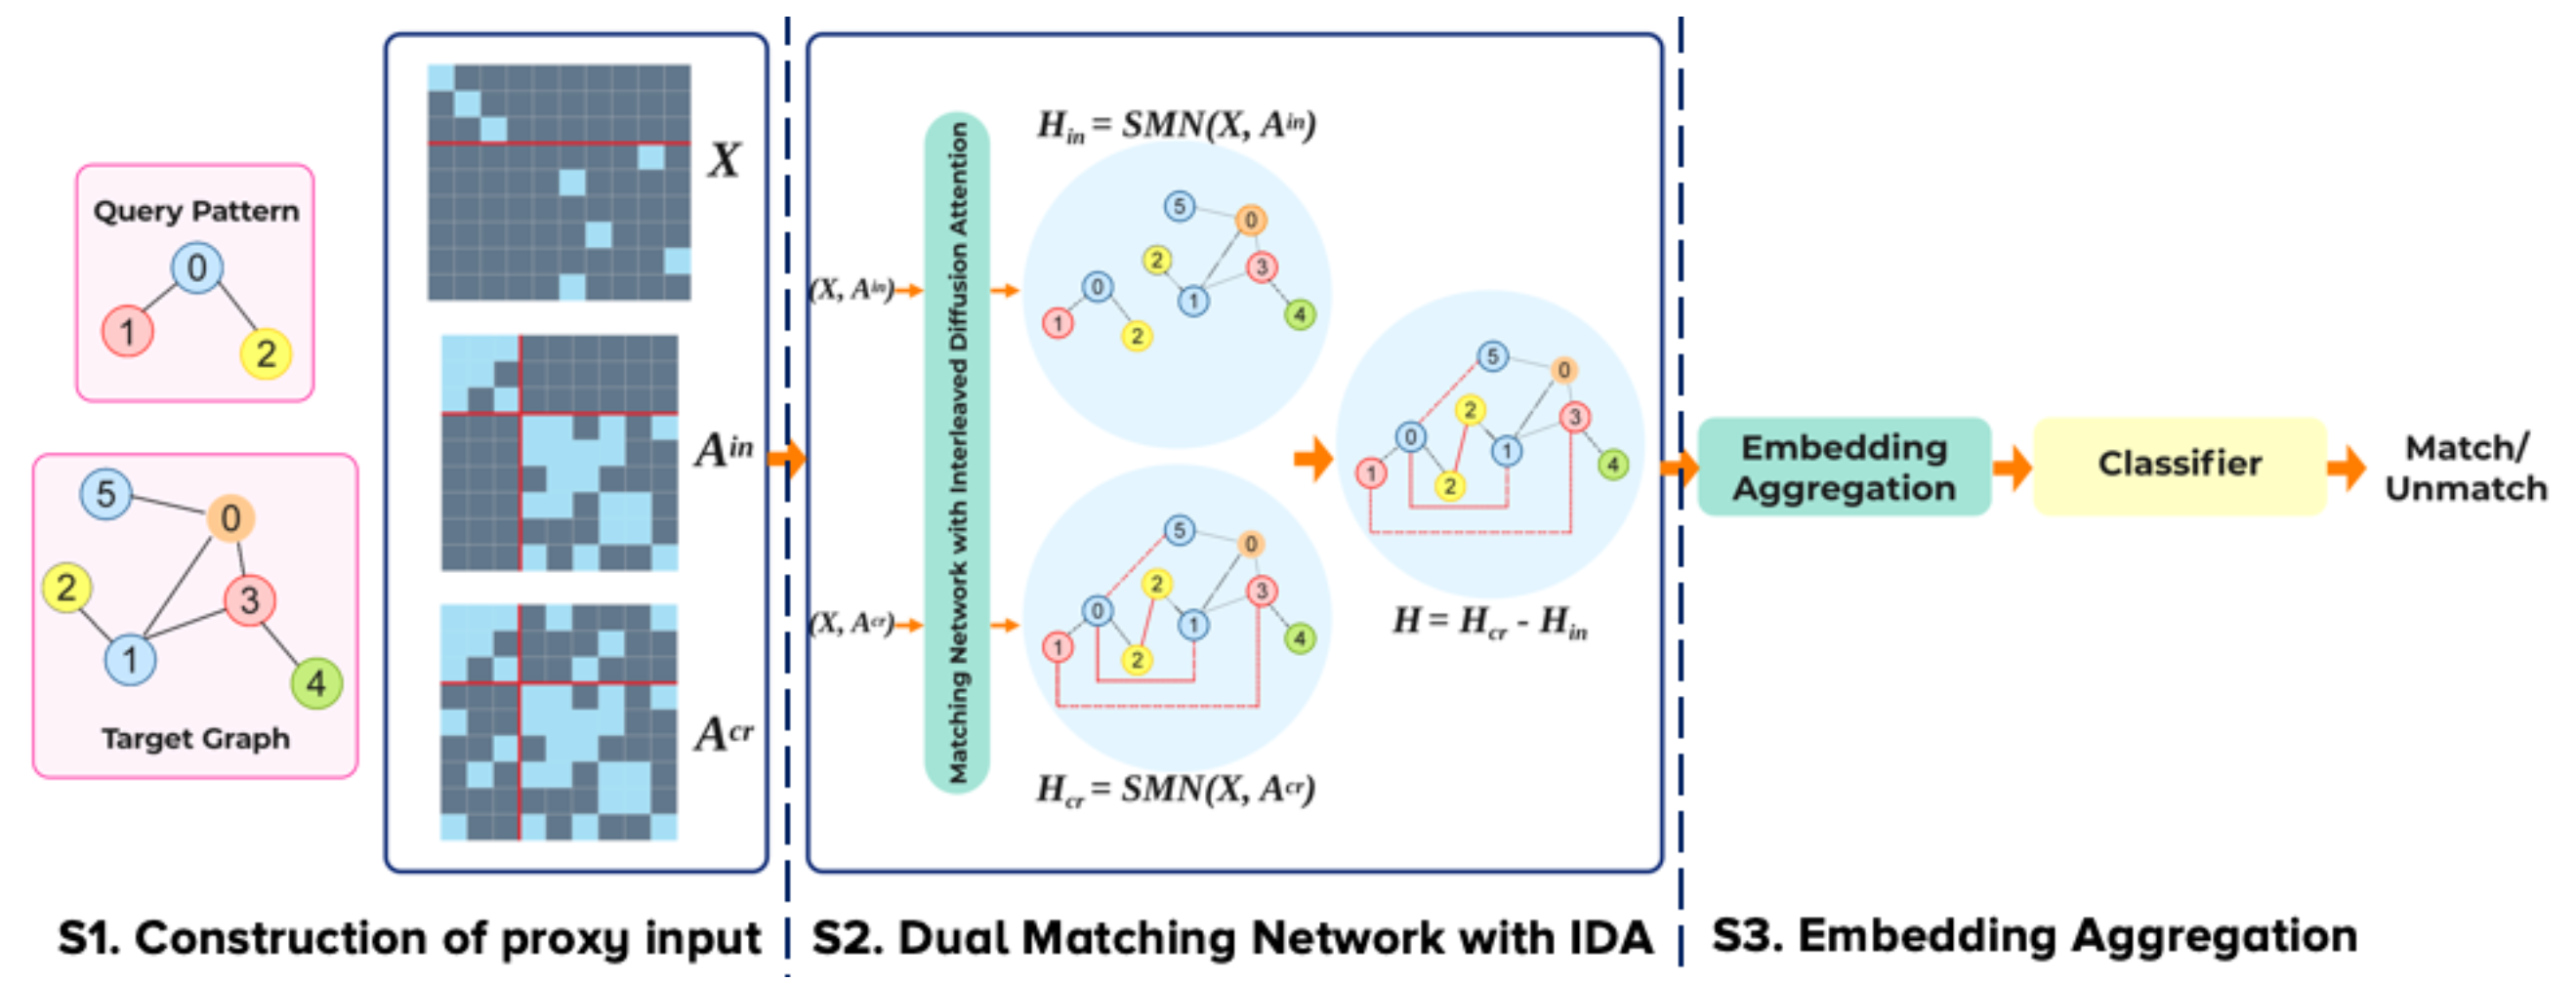 Query Pattern
0
1
2
5
0
2
3
1
4
Target Graph
X
A^{in}
A^{cr}
S1. Construction of proxy input
(X, A^{in})
(X, A^{cr})
Matching Network with Interleaved Diffusion Attention
H_{in} = SMN(X, A^{in})
5
0
2
3
0
1
1
2
4
5
0
2
3
0
1
1
2
4
H_{cr} = SMN(X, A^{cr})
5
0
2
3
0
1
1
2
4
H = H_{cr} - H_{in}
S2. Dual Matching Network with IDA
Embedding
Aggregation
Classifier
Match/
Unmatch
S3. Embedding Aggregation